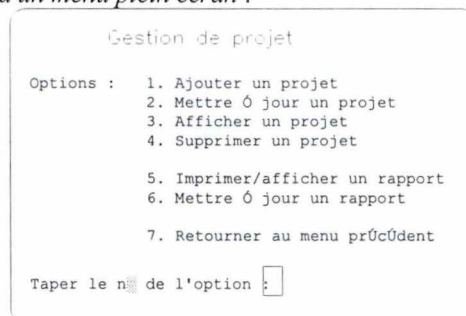 d'un menu plein écran :
Gestion de projet
Options : 1. Ajouter un projet
2. Mettre Ó jour un projet
3. Afficher un projet
4. Supprimer un projet
5. Imprimer/afficher un rapport
6. Mettre Ó jour un rapport
7. Retourner au menu prÚcÚdent
Taper le n░ de l'option :